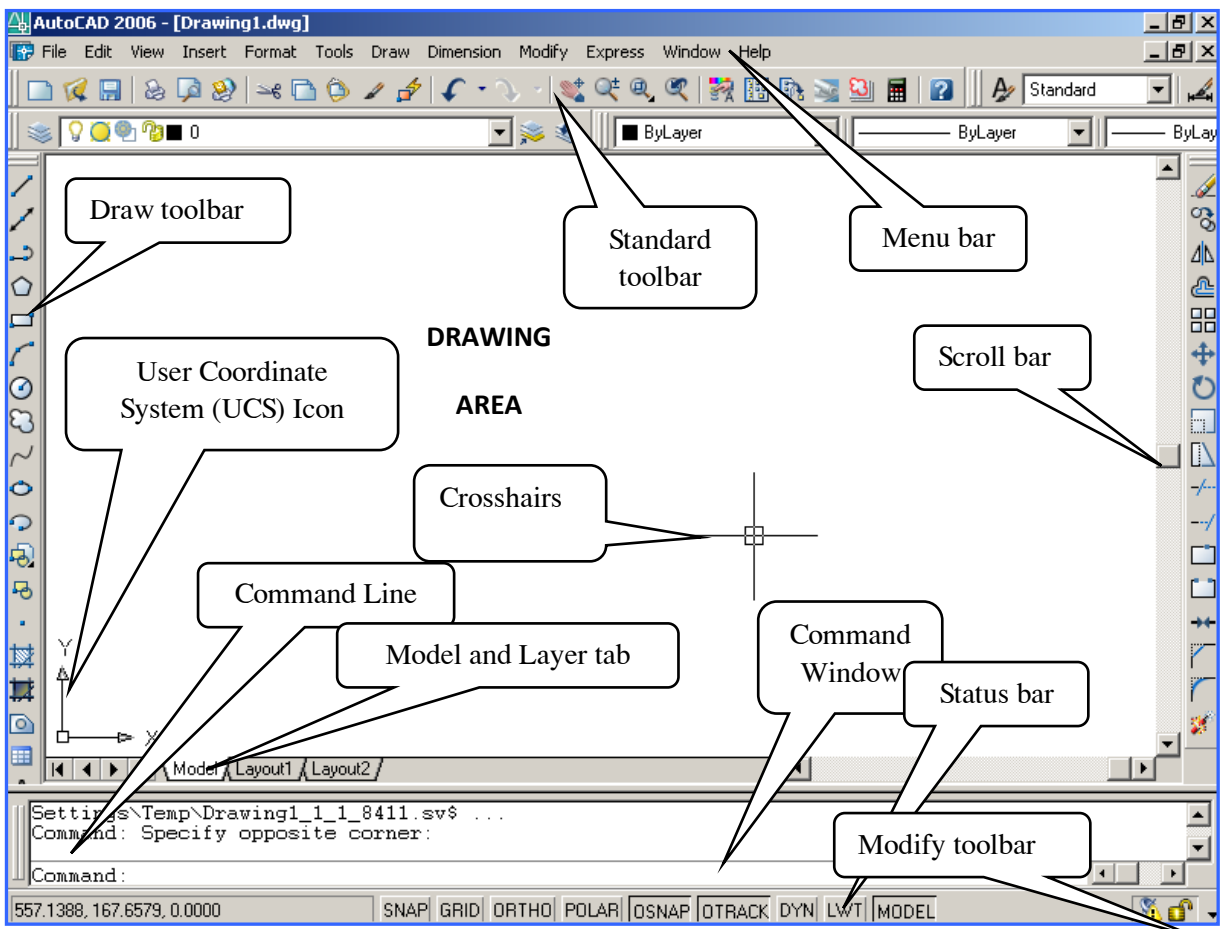 AutoCAD 2006 - [Drawing1.dwg]
File Edit View Insert Format Tools Draw Dimension Modify Express Window Help
Standard
0 ByLayer ByLayer ByLay
Draw toolbar
Standard
toolbar
Menu bar
DRAWING
AREA
User Coordinate
System (UCS) Icon
Scroll bar
Crosshairs
Command Line
Model and Layer tab
Command
Window
Status bar
Y
X
Model Layout1 Layout2
Settings\Temp\Drawing1_1_1_8411.sv$ ...
Command: Specify opposite corner:
Modify toolbar
Command:
557.1388, 167.6579, 0.0000 SNAP GRID ORTHO POLAR OSNAP OTRACK DYN LWT MODEL